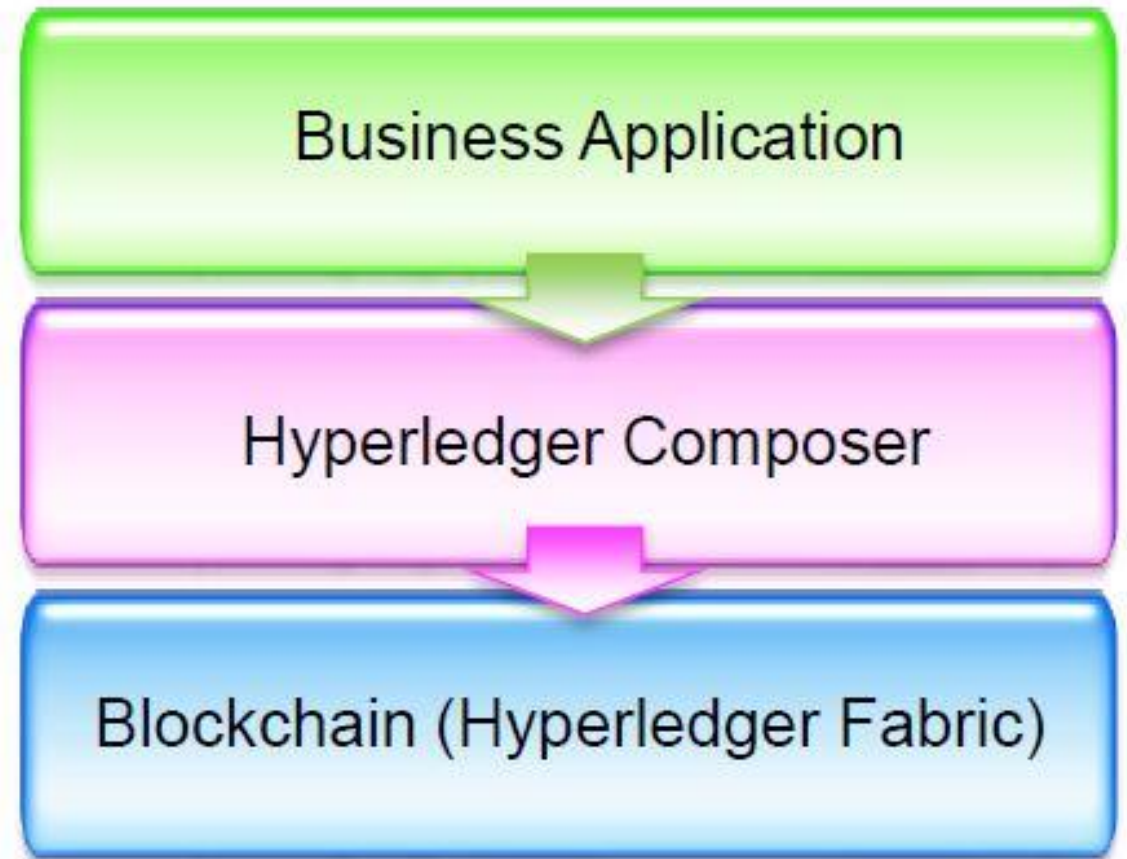 Business Application
Hyperledger Composer
Blockchain (Hyperledger Fabric)